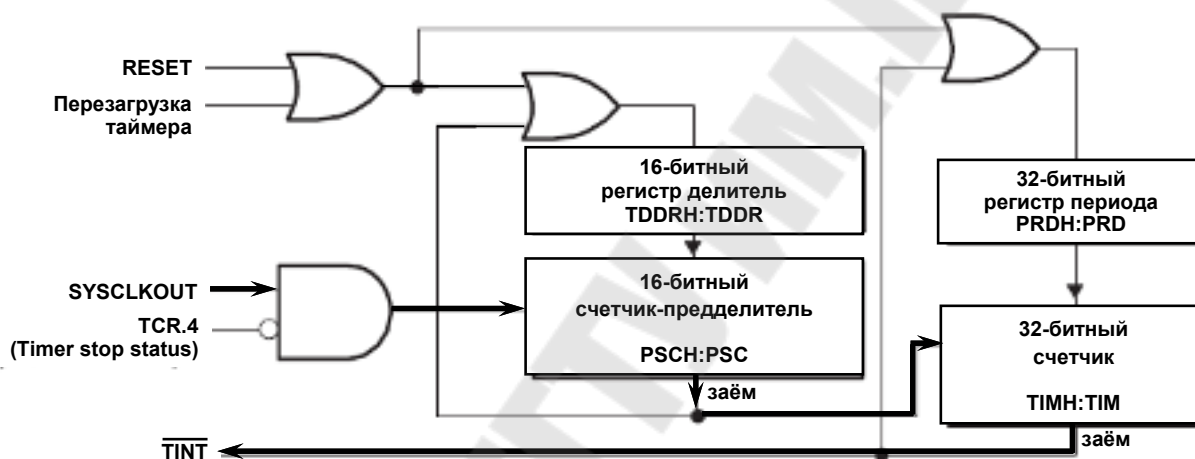 RESET
Перезагрузка
таймера
16-битный
регистр делитель
TDDRH:TDDR
32-битный
регистр периода
PRDH:PRD
SYSCLKOUT
TCR.4
(Timer stop status)
16-битный
счетчик-предделитель
PSCH:PSC
заём
32-битный
счетчик
TIMH:TIM
заём
TINT